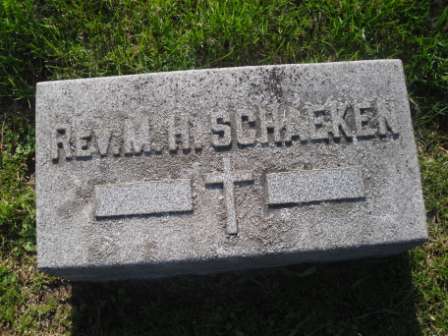 REV. M. H. SCHAEKEN